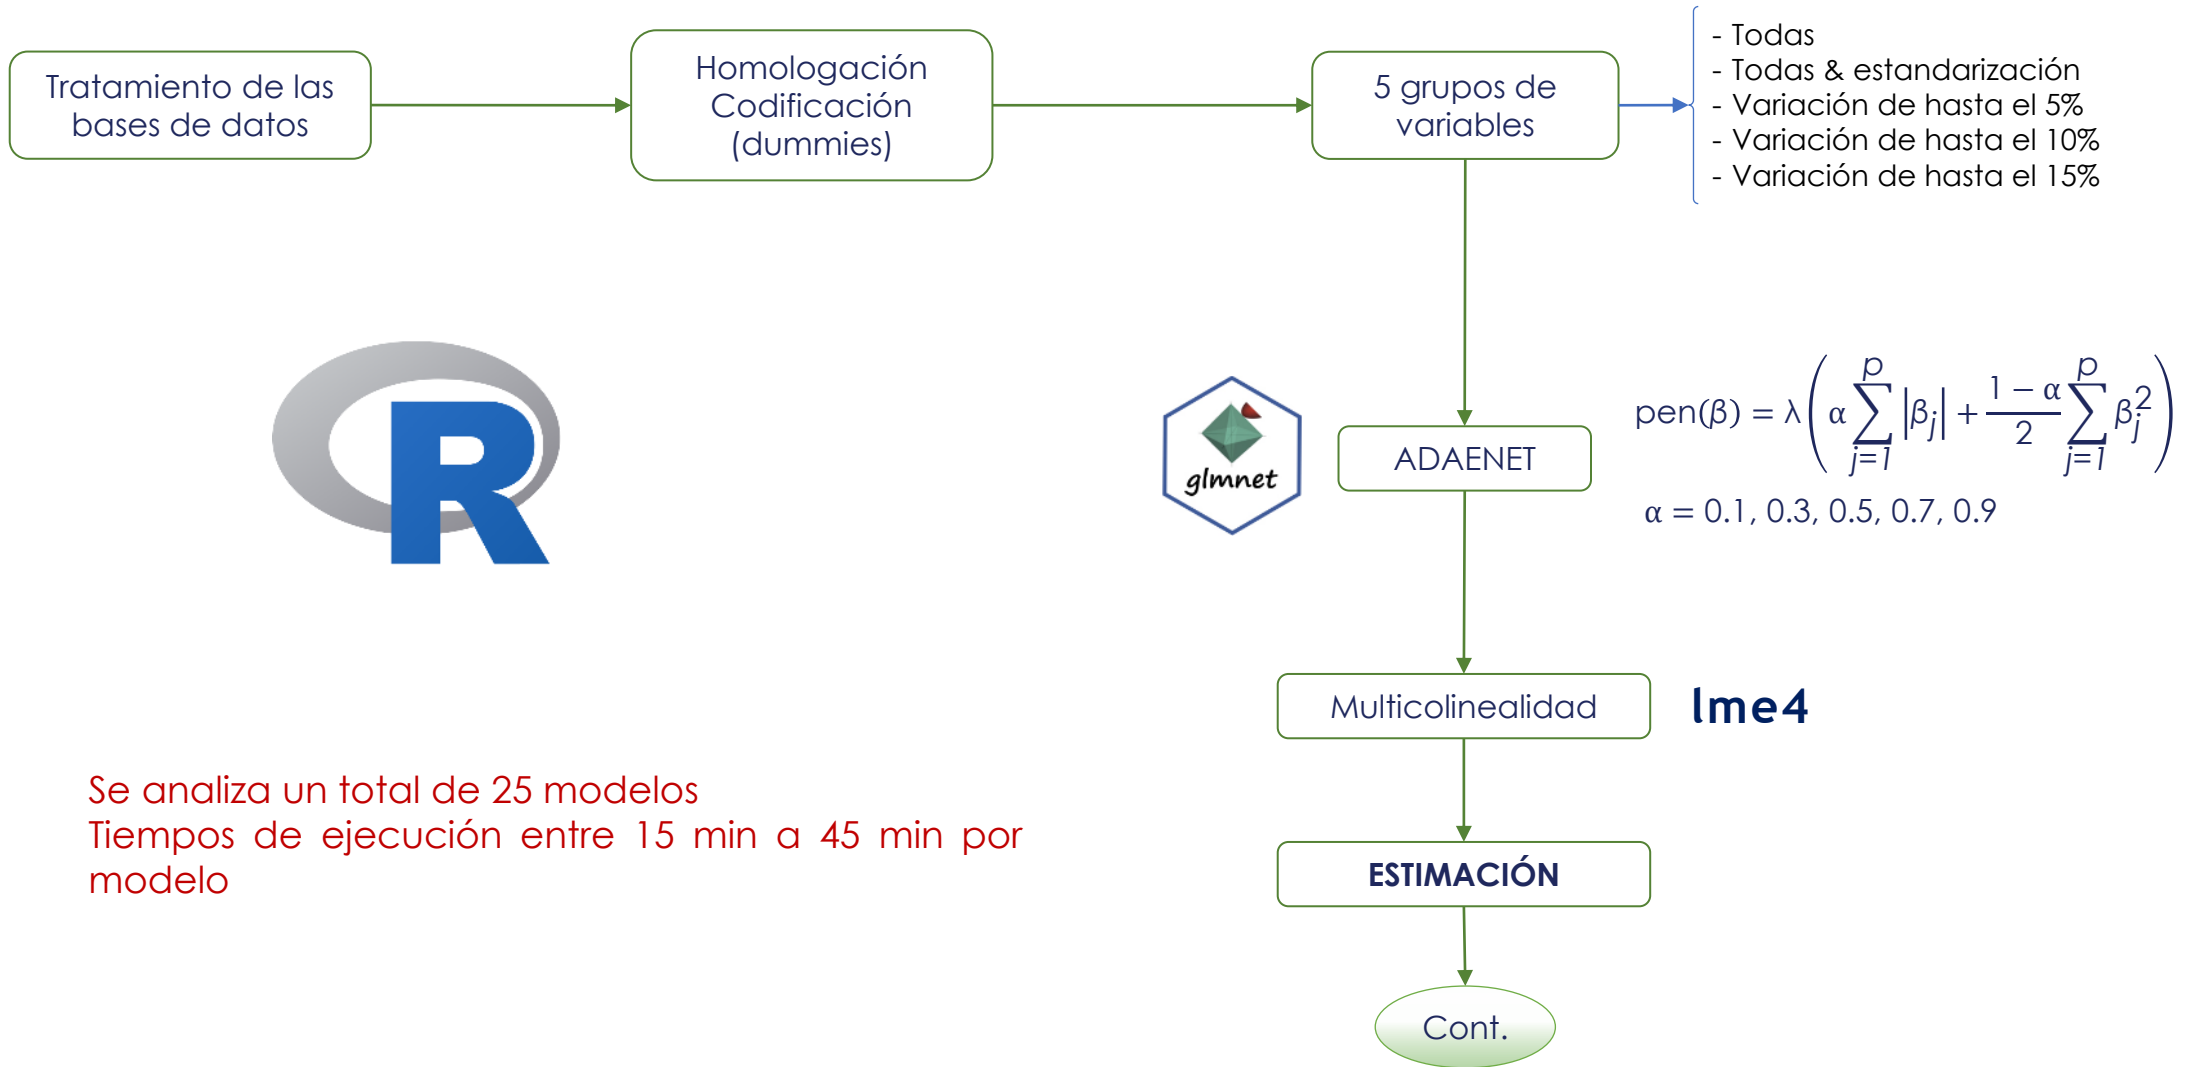 Tratamiento de las
bases de datos
Homologación
Codificación
(dummies)
5 grupos de
variables
- Todas
- Todas & estandarización
- Variación de hasta el 5%
- Variación de hasta el 10%
- Variación de hasta el 15%
R
glmnet
ADAENET
pen(β) = λ(α∑_{j=1}^{p}|β_j| + \frac{1 − α}{2}∑_{j=1}^{p}β_j^2)
α = 0.1, 0.3, 0.5, 0.7, 0.9
Multicolinealidad
lme4
Se analiza un total de 25 modelos
Tiempos de ejecución entre 15 min a 45 min por
modelo
ESTIMACIÓN
Cont.